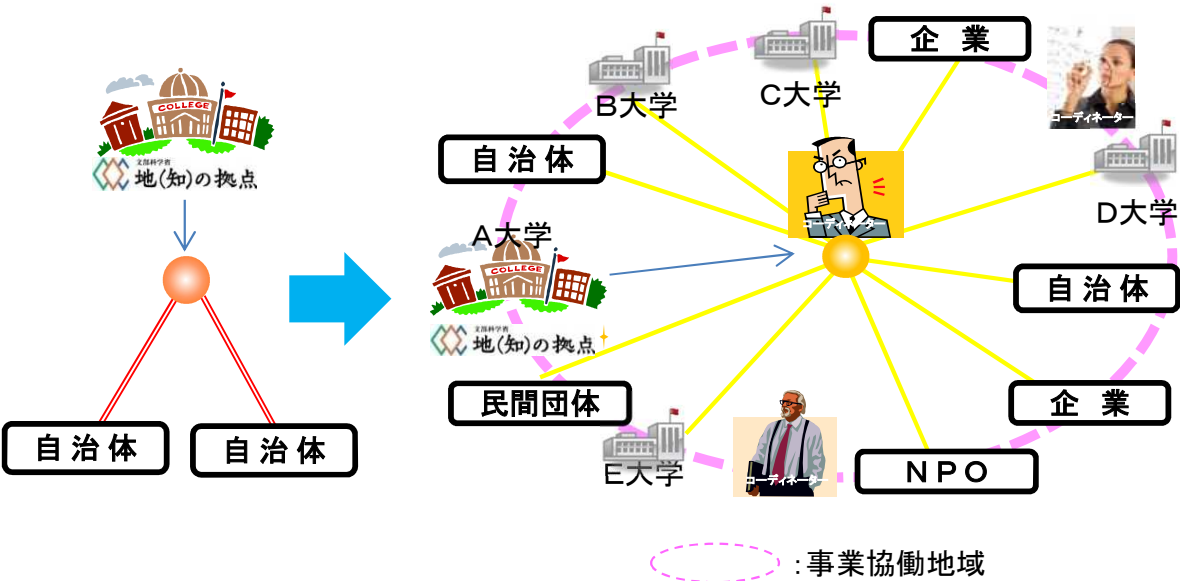 COLLEGE
文部科学省
地(知)の拠点
自治体
自治体
C大学
企 業
コーディネーター
B大学
自治体
コーディネーター
D大学
A大学
COLLEGE
文部科学省
地(知)の拠点
自治体
民間団体
企 業
E大学
コーディネーター
NPO
:事業協働地域